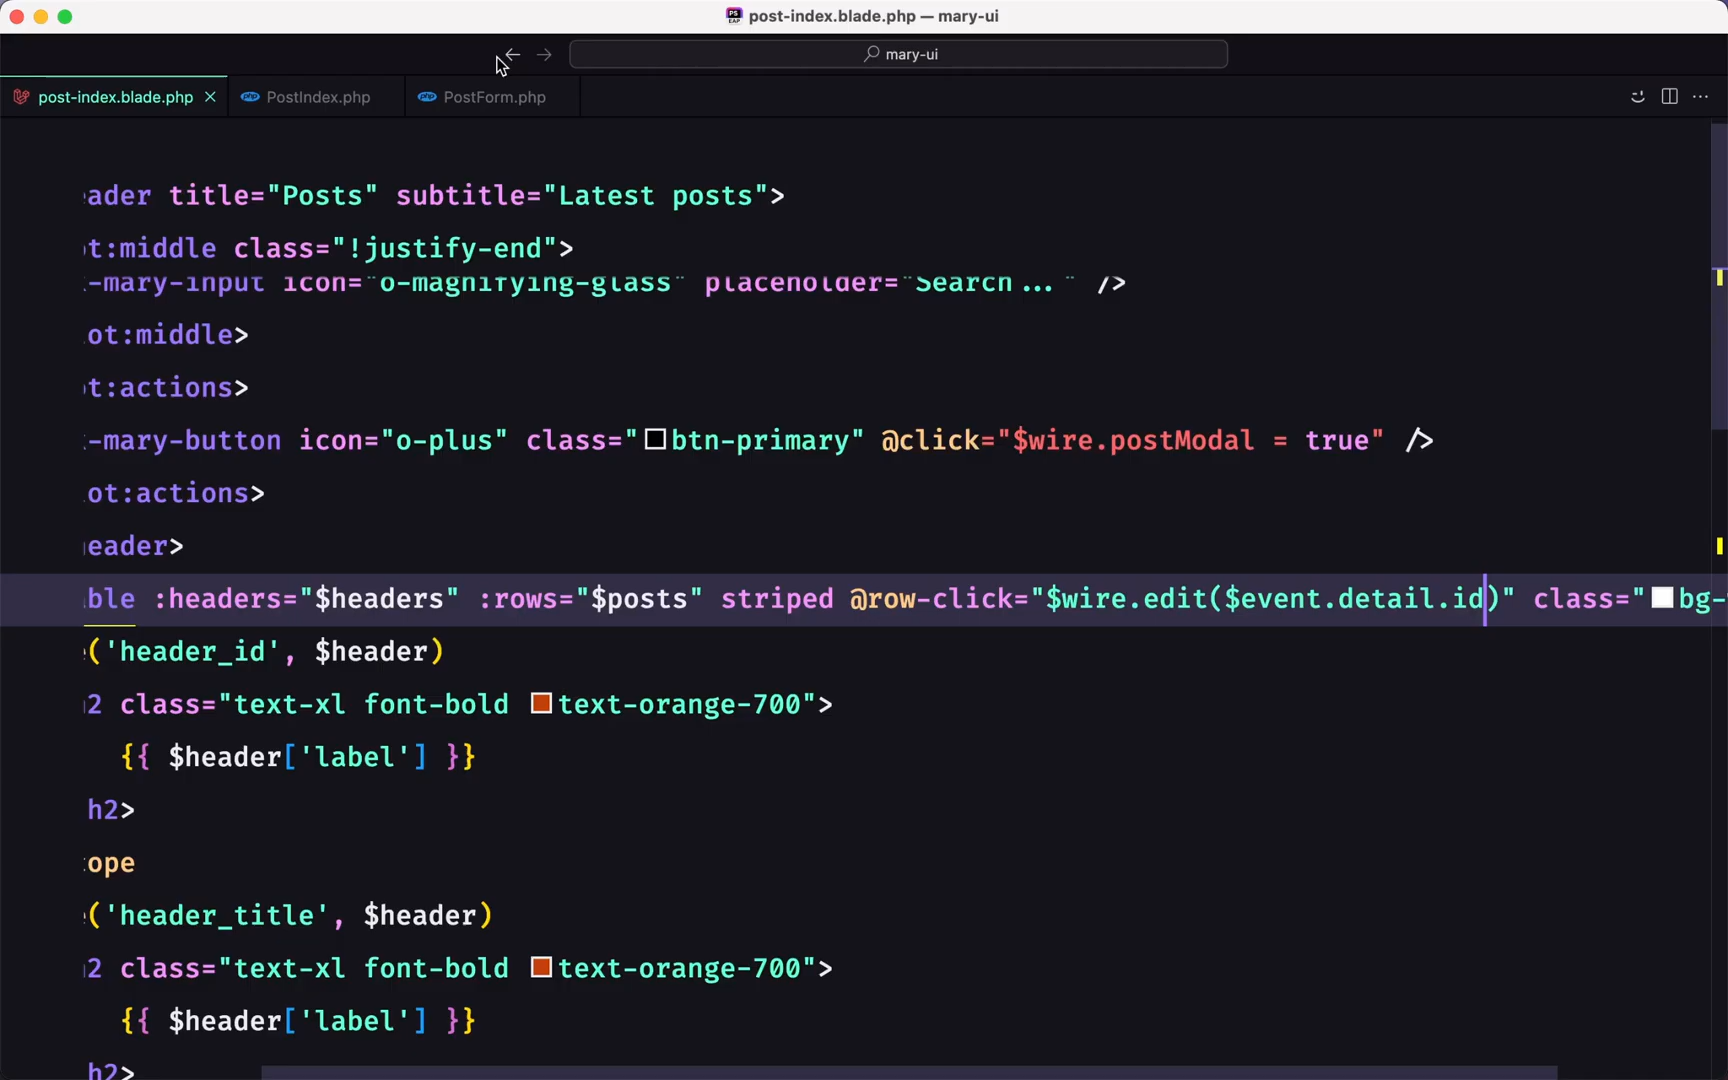 post-index.blade.php — mary-ui
mary-ui
post-index.blade.php
PostIndex.php
PostForm.php
eader title="Posts" subtitle="Latest posts">
ot:middle class="!justify-end">
-mary-input icon="o-magnifying-glass" placeholder="Search..." />
ot:middle>
ot:actions>
-mary-button icon="o-plus" class="btn-primary" @click="$wire.postModal = true" />
ot:actions>
eader>
ble :headers="$headers" :rows="$posts" striped @row-click="$wire.edit($event.detail.id)" class="bg-
('header_id', $header)
2 class="text-xl font-bold text-orange-700">
{{ $header['label'] }}
h2>
ope
('header_title', $header)
2 class="text-xl font-bold text-orange-700">
{{ $header['label'] }}
h2>